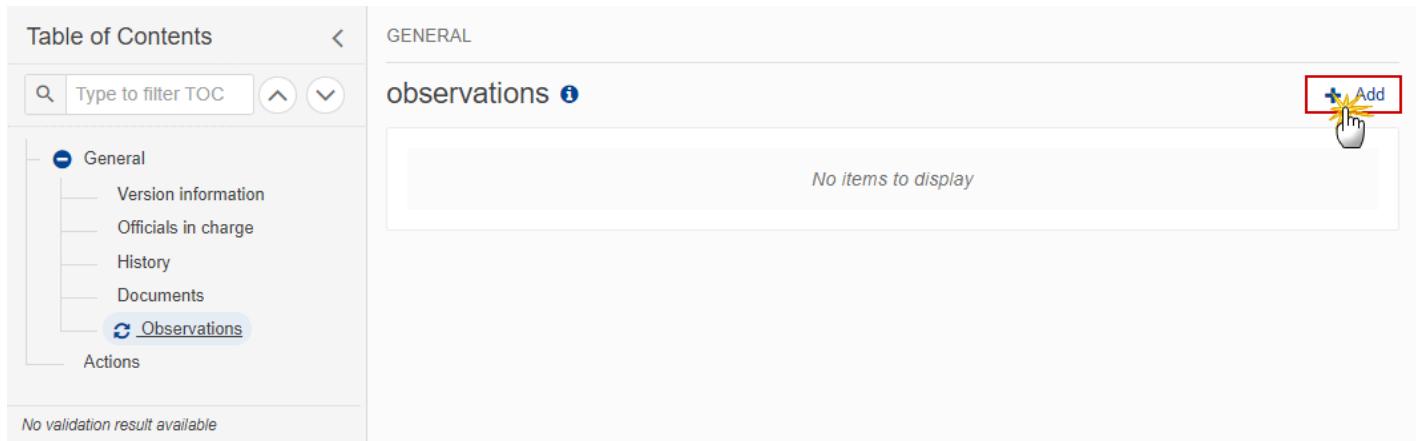 Table of Contents
Type to filter TOC
General
Version information
Officials in charge
History
Documents
Observations
Actions
No validation result available
GENERAL
observations
Add
No items to display